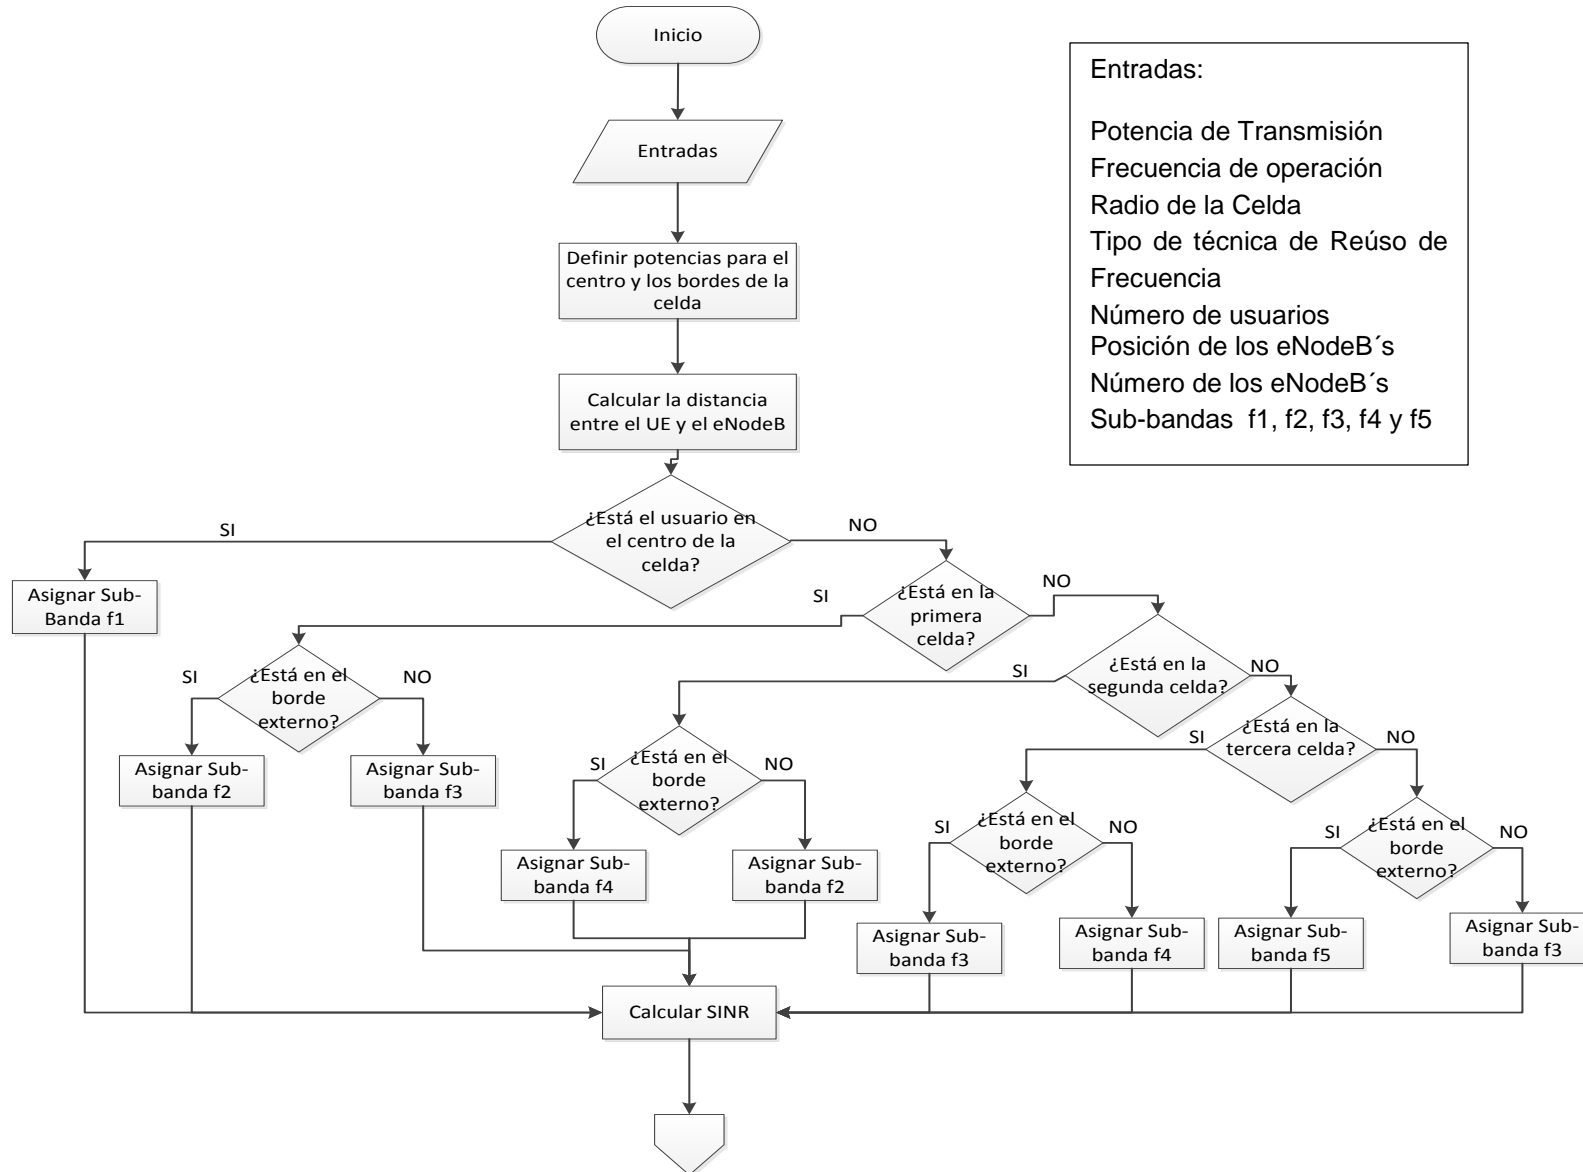 Inicio
Entradas
Definir potencias para el
centro y los bordes de la
celda
Calcular la distancia
entre el UE y el eNodeB
¿Está el usuario en
el centro de la
celda?
SI
NO
Asignar Sub-
Banda f1
¿Está en la
primera
celda?
SI
NO
¿Está en el
borde
externo?
SI
NO
Asignar Sub-
banda f2
Asignar Sub-
banda f3
¿Está en la
segunda celda?
SI
NO
¿Está en el
borde
externo?
SI
NO
Asignar Sub-
banda f4
Asignar Sub-
banda f2
¿Está en la
tercera celda?
SI
NO
¿Está en el
borde
externo?
SI
NO
Asignar Sub-
banda f3
Asignar Sub-
banda f4
¿Está en el
borde
externo?
SI
NO
Asignar Sub-
banda f5
Asignar Sub-
banda f3
Calcular SINR
Entradas:
Potencia de Transmisión
Frecuencia de operación
Radio de la Celda
Tipo de técnica de Reúso de
Frecuencia
Número de usuarios
Posición de los eNodeB´s
Número de los eNodeB´s
Sub-bandas f1, f2, f3, f4 y f5